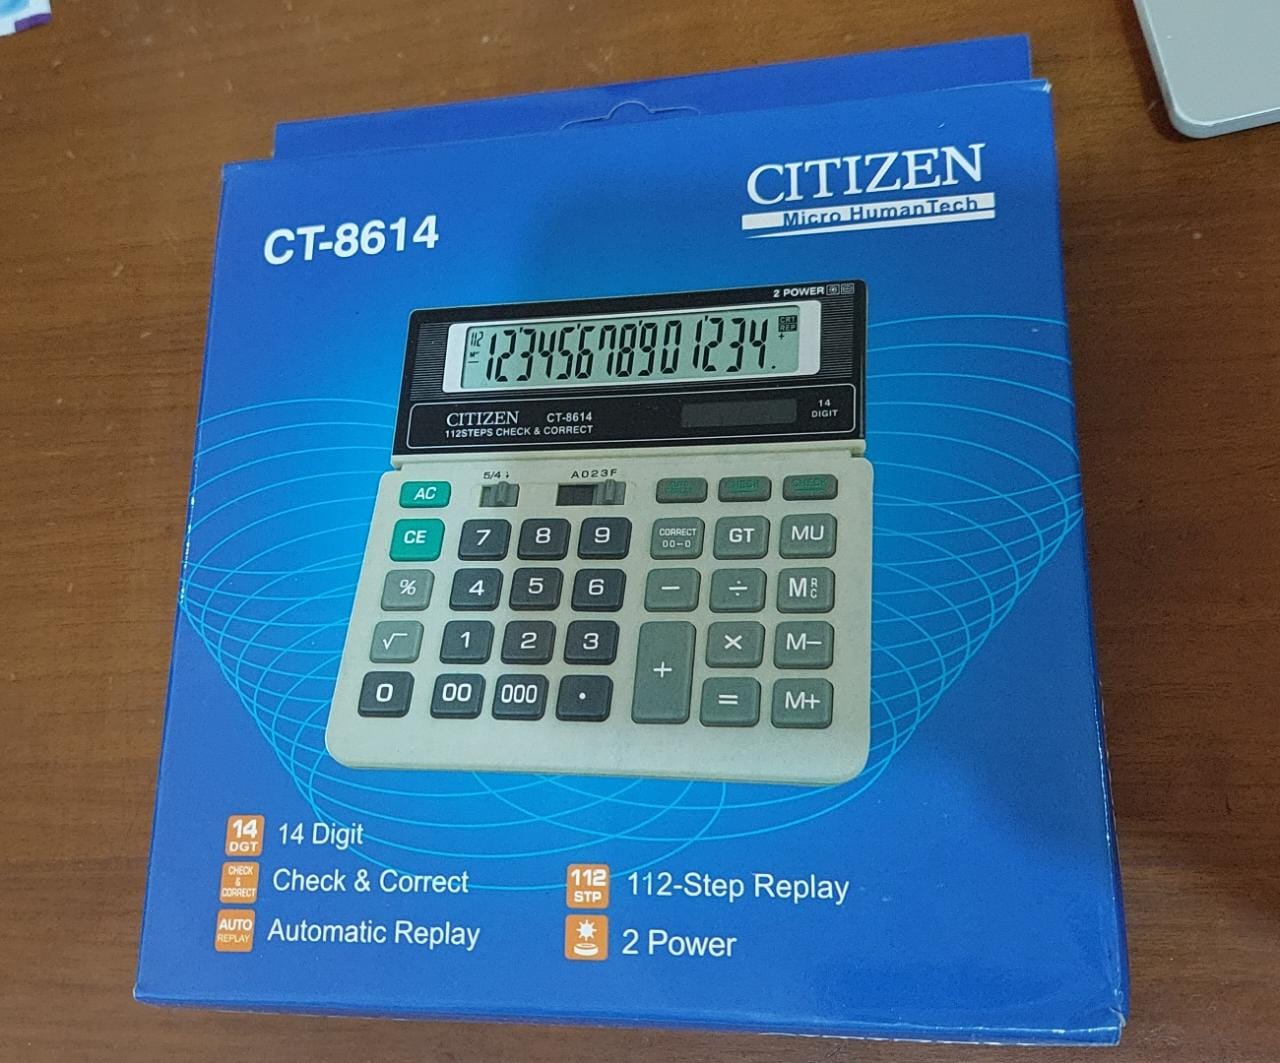 CITIZEN
Micro HumanTech
CT-8614
2 POWER
112
12345678901234.
CITIZEN CT-8614
112STEPS CHECK & CORRECT
14
DIGIT
5/4↓ A023F
AC
CE 7 8 9 CORRECT 00→0 GT MU
% 4 5 6 − ÷ MRC
√ 1 2 3 + × M−
0 00 000 • = M+
14 DGT 14 Digit
CHECK & CORRECT Check & Correct
112 STP 112-Step Replay
AUTO REPLAY Automatic Replay
2 Power